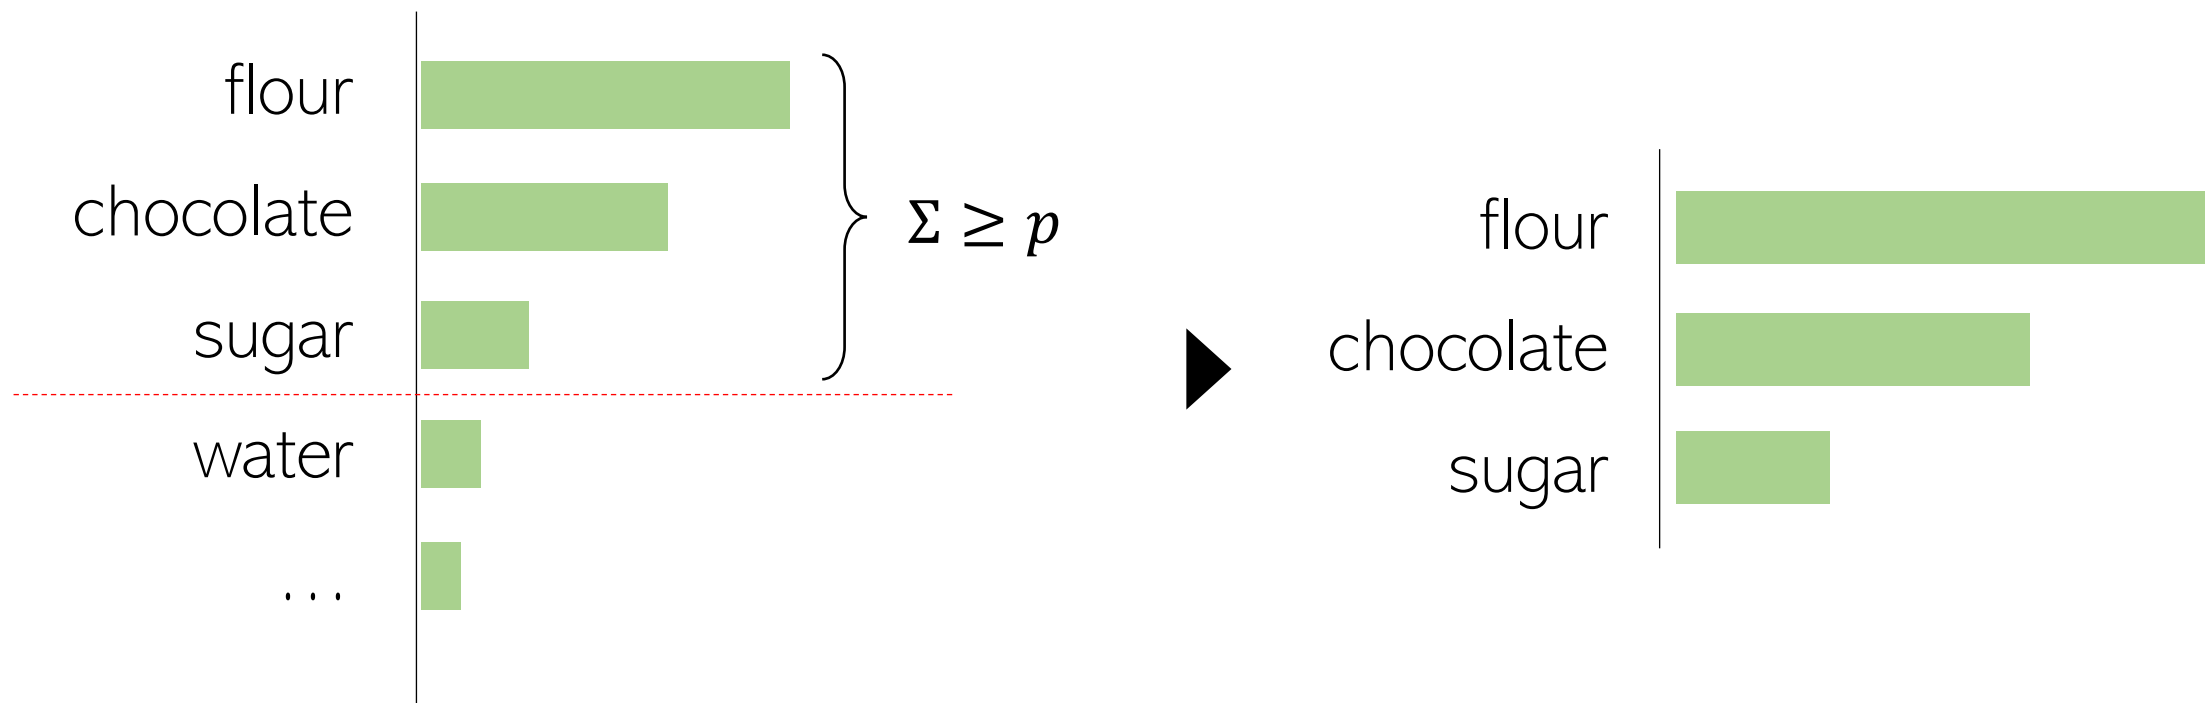 flour
chocolate
sugar
water
...
Σ ≥ p
flour
chocolate
sugar